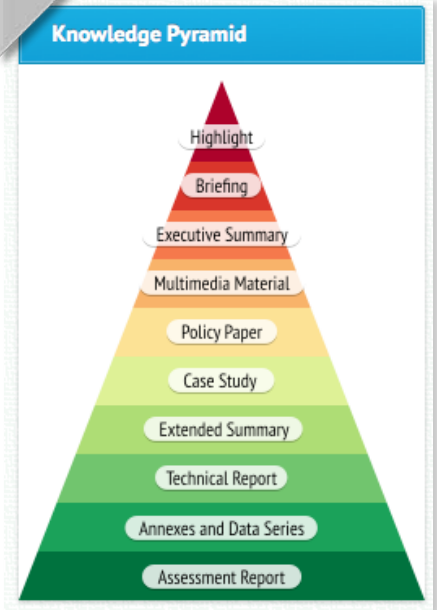 Knowledge Pyramid
Highlight
Briefing
Executive Summary
Multimedia Material
Policy Paper
Case Study
Extended Summary
Technical Report
Annexes and Data Series
Assessment Report